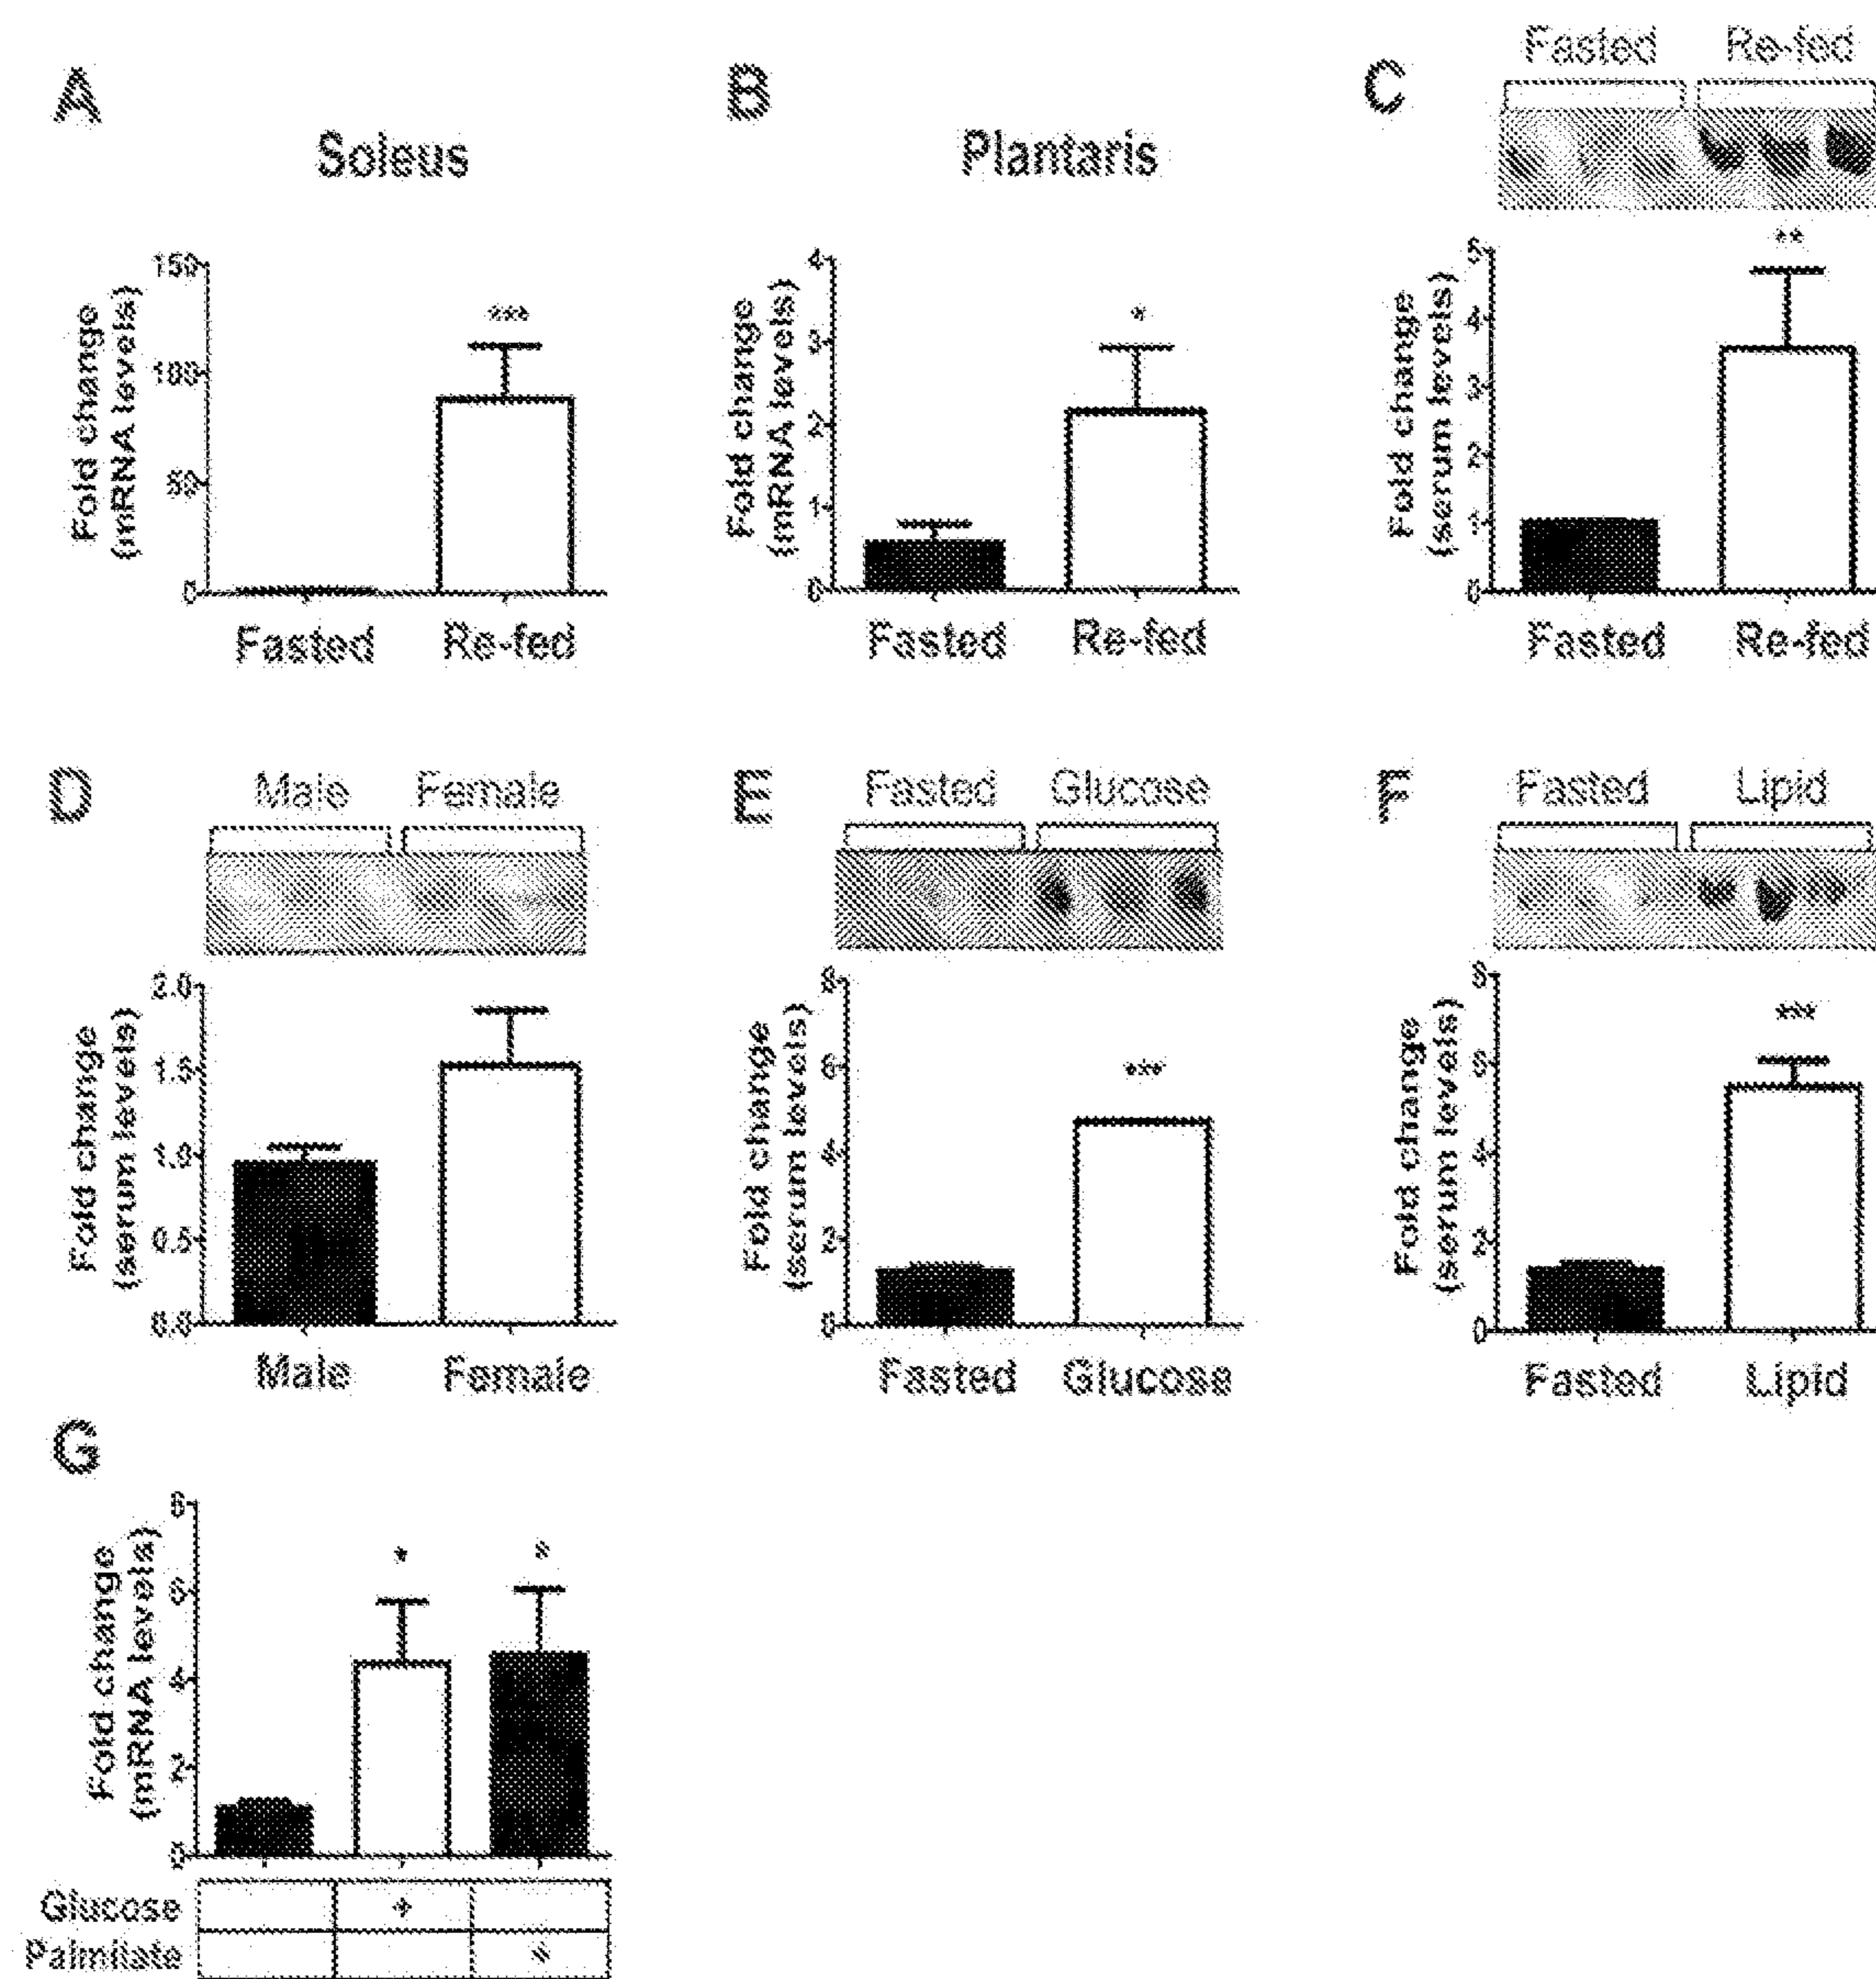 A
Soleus
Fold change
(mRNA levels)
150
100
50
0
***
Fasted Re-fed
B
Plantaris
Fold change
(mRNA levels)
4
3
2
1
0
*
Fasted Re-fed
C
Fasted Re-fed
Fold change
(serum levels)
5
4
3
2
1
0
**
Fasted Re-fed
D
Male Female
Fold change
(serum levels)
2.0
1.5
1.0
0.5
0.0
Male Female
E
Fasted Glucose
Fold change
(serum levels)
8
6
4
2
0
***
Fasted Glucose
F
Fasted Lipid
Fold change
(serum levels)
8
6
4
2
0
***
Fasted Lipid
G
Fold change
(mRNA levels)
8
6
4
2
0
* *
Glucose +
Palmitate +